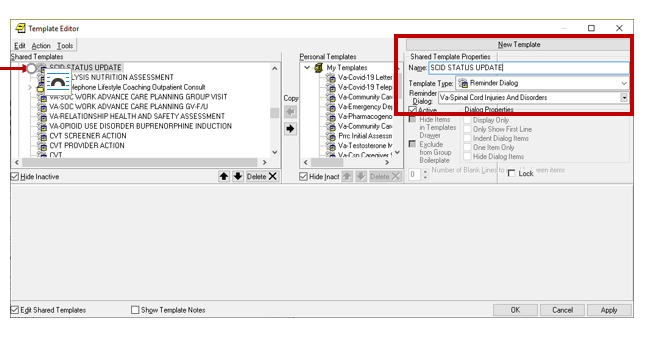 Template Editor
Edit Action Tools
New Template
Shared Templates
SCID STATUS UPDATE
LYSIS NUTRITION ASSESSMENT
lephone Lifestyle Coaching Outpatient Consult
VA-SDC WORK ADVANCE CARE PLANNING GROUP VISIT
VA-SOC WORK ADVANCE CARE PLANNING GV-F/U
VA-RELATIONSHIP HEALTH AND SAFETY ASSESSMENT
VA-OPIOID USE DISORDER BUPRENORPHINE INDUCTION
CVT SCREENER ACTION
CVT PROVIDER ACTION
CVT
Copy
Personal Templates
My Templates
Va-Covid-19 Letter
Va-Covid-19 Telep
Va-Community Car
Va-Emergency Dep
Va-Pharmacogeno
Va-Community Car
Va-Testosterone M
Prrc Initial Assessm
Va-Csp Caregiver S
Shared Template Properties
Name: SCID STATUS UPDATE
Template Type: Reminder Dialog
Reminder Dialog: Va-Spinal Cord Injuries And Disorders
Active
Hide Items in Templates Drawer
Exclude from Group Boilerplate
Dialog Properties
Display Only
Only Show First Line
Indent Dialog Items
One Item Only
Hide Dialog Items
0 Number of Blank Lines to een items
Lock
Hide Inactive
Delete
Hide Inact
Delete
Edit Shared Templates
Show Template Notes
OK Cancel Apply